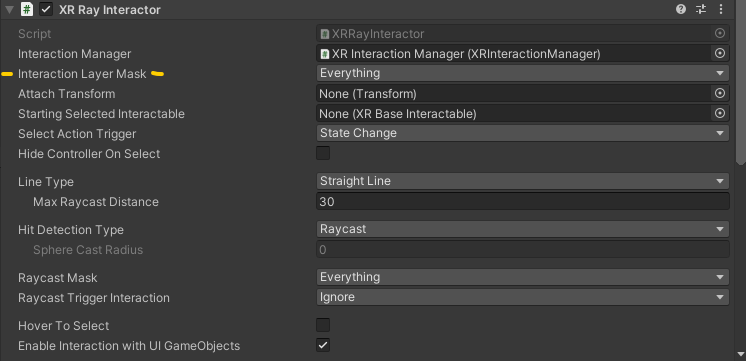 XR Ray Interactor
Script XRRayInteractor
Interaction Manager XR Interaction Manager (XRInteractionManager)
Interaction Layer Mask Everything
Attach Transform None (Transform)
Starting Selected Interactable None (XR Base Interactable)
Select Action Trigger State Change
Hide Controller On Select
Line Type Straight Line
Max Raycast Distance 30
Hit Detection Type Raycast
Sphere Cast Radius 0
Raycast Mask Everything
Raycast Trigger Interaction Ignore
Hover To Select
Enable Interaction with UI GameObjects